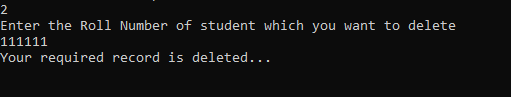 2
Enter the Roll Number of student which you want to delete
111111
Your required record is deleted...